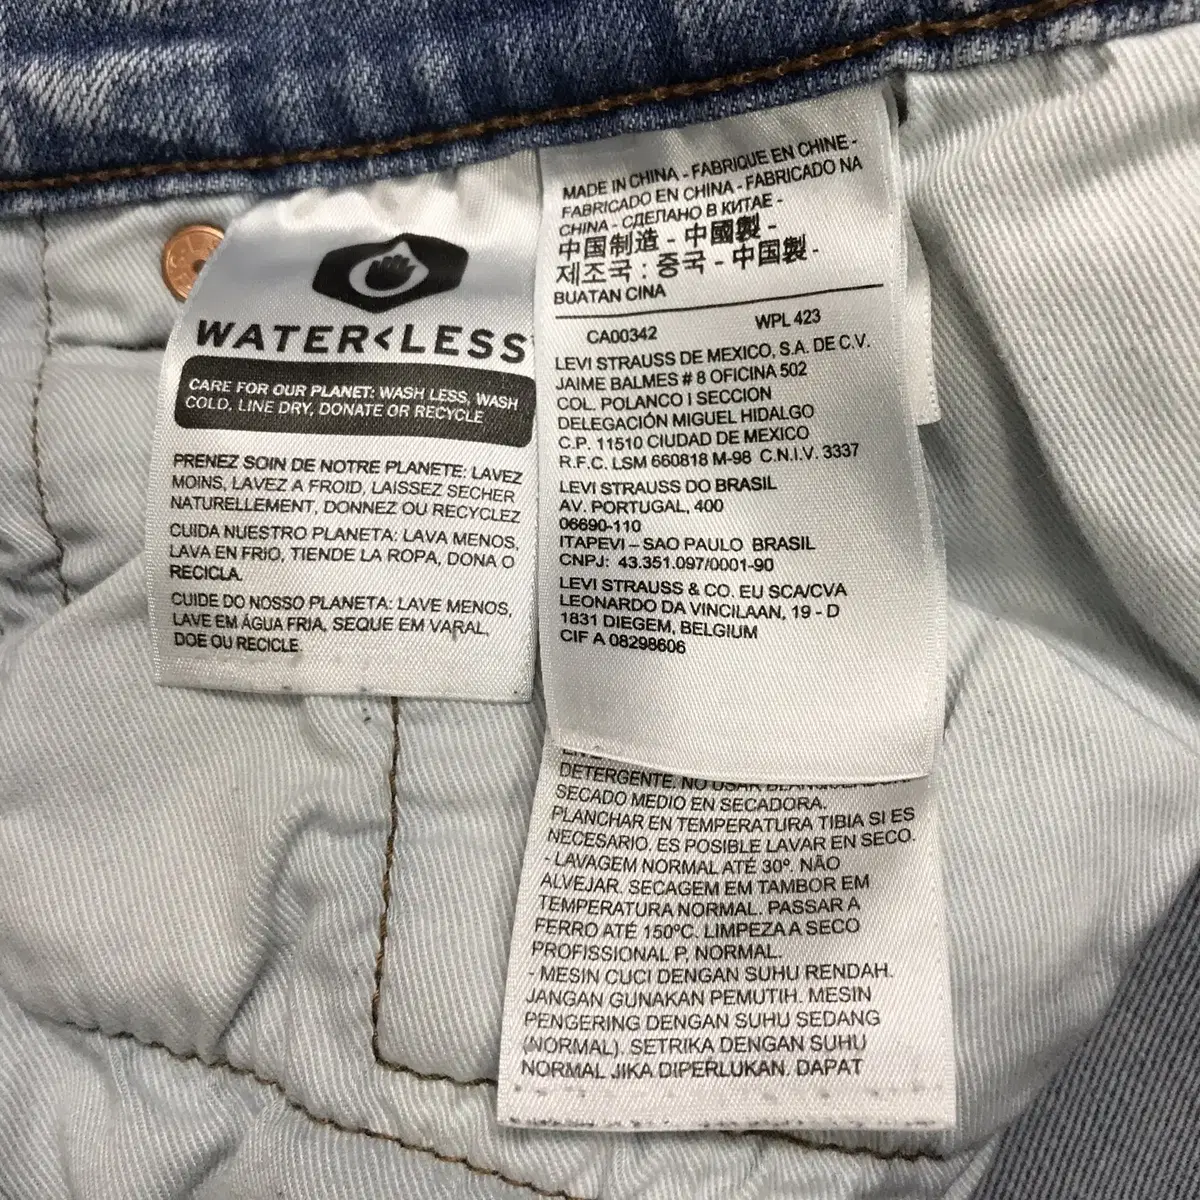 WATER<LESS
CARE FOR OUR PLANET: WASH LESS, WASH
COLD, LINE DRY, DONATE OR RECYCLE
PRENEZ SOIN DE NOTRE PLANETE: LAVEZ
MOINS, LAVEZ A FROID, LAISSEZ SECHER
NATURELLEMENT, DONNEZ OU RECYCLEZ
CUIDA NUESTRO PLANETA: LAVA MENOS,
LAVA EN FRIO, TIENDE LA ROPA, DONA O
RECICLA.
CUIDE DO NOSSO PLANETA: LAVE MENOS,
LAVE EM ÁGUA FRIA, SEQUE EM VARAL,
DOE OU RECICLE.
MADE IN CHINA - FABRIQUE EN CHINE -
FABRICADO EN CHINA - FABRICADO NA
CHINA - СДЕЛАНО В КИТАЕ -
中国制造 - 中國製 -
제조국 : 중국 - 中国製 -
BUATAN CINA
CA00342 WPL 423
LEVI STRAUSS DE MEXICO, S.A. DE C.V.
JAIME BALMES # 8 OFICINA 502
COL. POLANCO I SECCION
DELEGACIÓN MIGUEL HIDALGO
C.P. 11510 CIUDAD DE MEXICO
R.F.C. LSM 660818 M-98 C.N.I.V. 3337
LEVI STRAUSS DO BRASIL
AV. PORTUGAL, 400
06690-110
ITAPEVI – SAO PAULO BRASIL
CNPJ: 43.351.097/0001-90
LEVI STRAUSS & CO. EU SCA/CVA
LEONARDO DA VINCILAAN, 19 - D
1831 DIEGEM, BELGIUM
CIF A 08298606
DETERGENTE. NO USAR
SECADO MEDIO EN SECADORA.
PLANCHAR EN TEMPERATURA TIBIA SI ES
NECESARIO. ES POSIBLE LAVAR EN SECO.
- LAVAGEM NORMAL ATÉ 30º. NÃO
ALVEJAR. SECAGEM EM TAMBOR EM
TEMPERATURA NORMAL. PASSAR A
FERRO ATÉ 150ºC. LIMPEZA A SECO
PROFISSIONAL P. NORMAL.
- MESIN CUCI DENGAN SUHU RENDAH.
JANGAN GUNAKAN PEMUTIH. MESIN
PENGERING DENGAN SUHU SEDANG
(NORMAL). SETRIKA DENGAN SUHU
NORMAL JIKA DIPERLUKAN. DAPAT